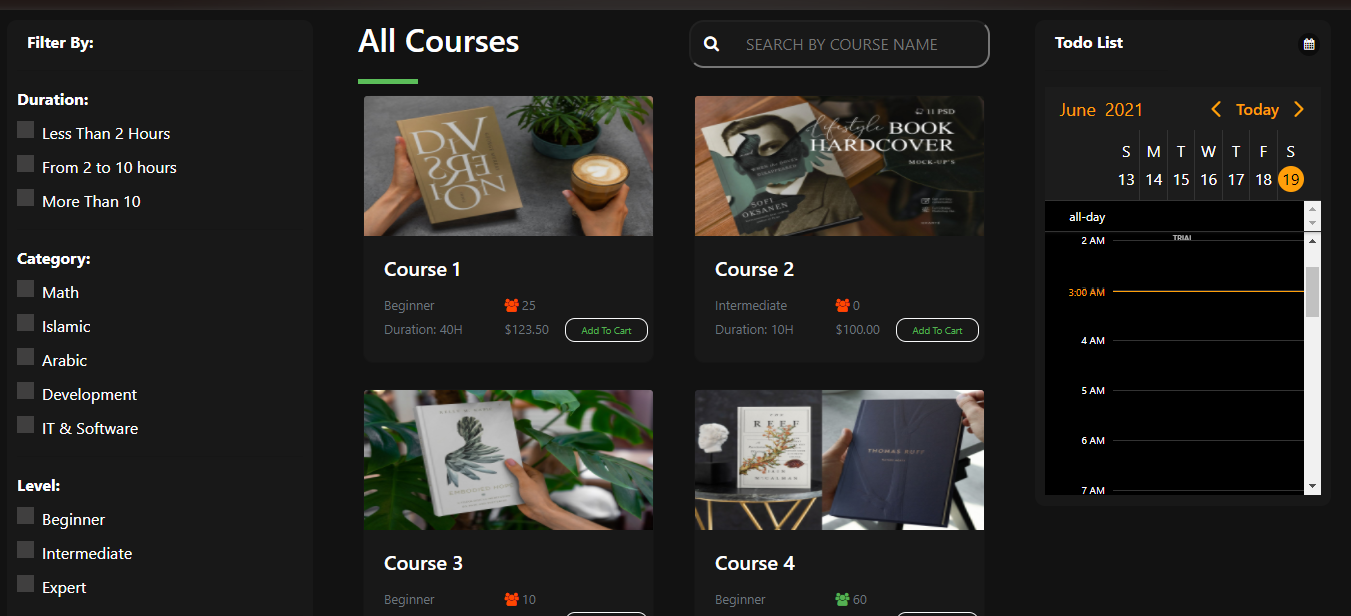 Filter By:
Duration:
Less Than 2 Hours
From 2 to 10 hours
More Than 10
Category:
Math
Islamic
Arabic
Development
IT & Software
Level:
Beginner
Intermediate
Expert
All Courses
SEARCH BY COURSE NAME
DIV
ERS
NOI
Course 1
Beginner
25
Duration: 40H
$123.50
Add To Cart
11 PSD
lifestyle
BOOK
HARDCOVER
MOCK-UP'S
SOFI
OKSANEN
Course 2
Intermediate
0
Duration: 10H
$100.00
Add To Cart
Course 3
Beginner
10
THE
REEF
THOMAS RUFF
Course 4
Beginner
60
Todo List
June 2021
Today
S M T W T F S
13 14 15 16 17 18 19
all-day
2 AM
TRIAL
3:00 AM
4 AM
5 AM
6 AM
7 AM